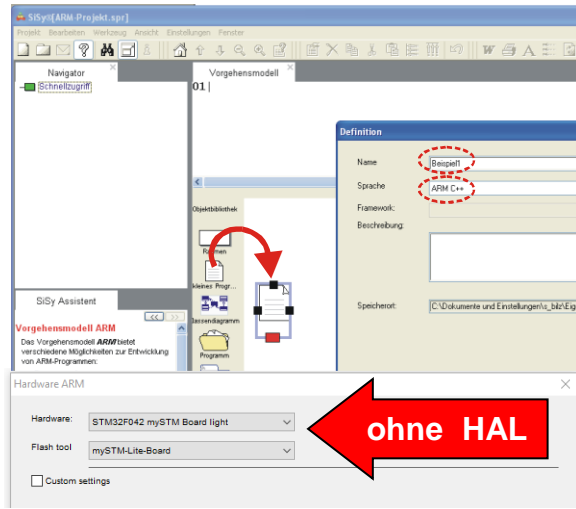 SiSy®[ARM-Projekt.spr]
Projekt Bearbeiten Werkzeug Ansicht Einstellungen Fenster
Navigator
Schnellzugriff
Vorgehensmodell
01
Definition
Name
Beispiel1
Sprache
ARM C++
Framework:
Beschreibung:
Speicherort:
C:\Dokumente und Einstellungen\s_bilz\Eig
Objektbibliothek
Rahmen
kleines Progr...
lassendiagramm
Programm
SiSy Assistent
<< >>
Vorgehensmodell ARM
Das Vorgehensmodell ARM bietet
verschiedene Möglichkeiten zur Entwicklung
von ARM-Programmen:
Hardware ARM
Hardware:
STM32F042 mySTM Board light
Flash tool
mySTM-Lite-Board
Custom settings
ohne HAL